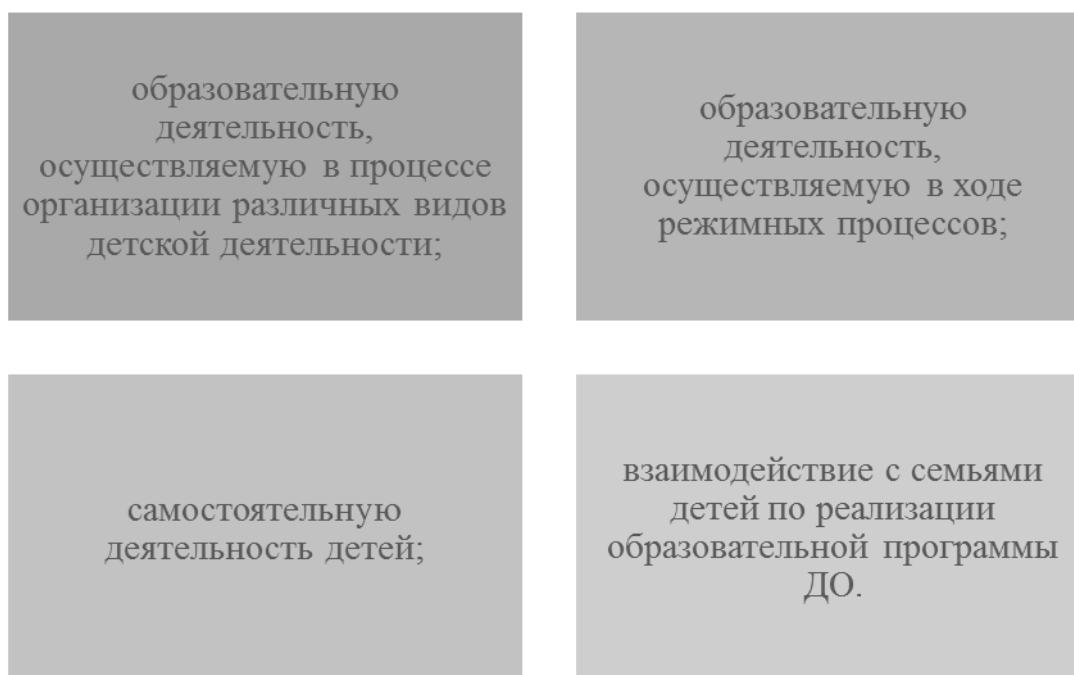 образовательную
деятельность,
осуществляемую в процессе
организации различных видов
детской деятельности;
образовательную
деятельность,
осуществляемую в ходе
режимных процессов;
самостоятельную
деятельность детей;
взаимодействие с семьями
детей по реализации
образовательной программы
ДО.